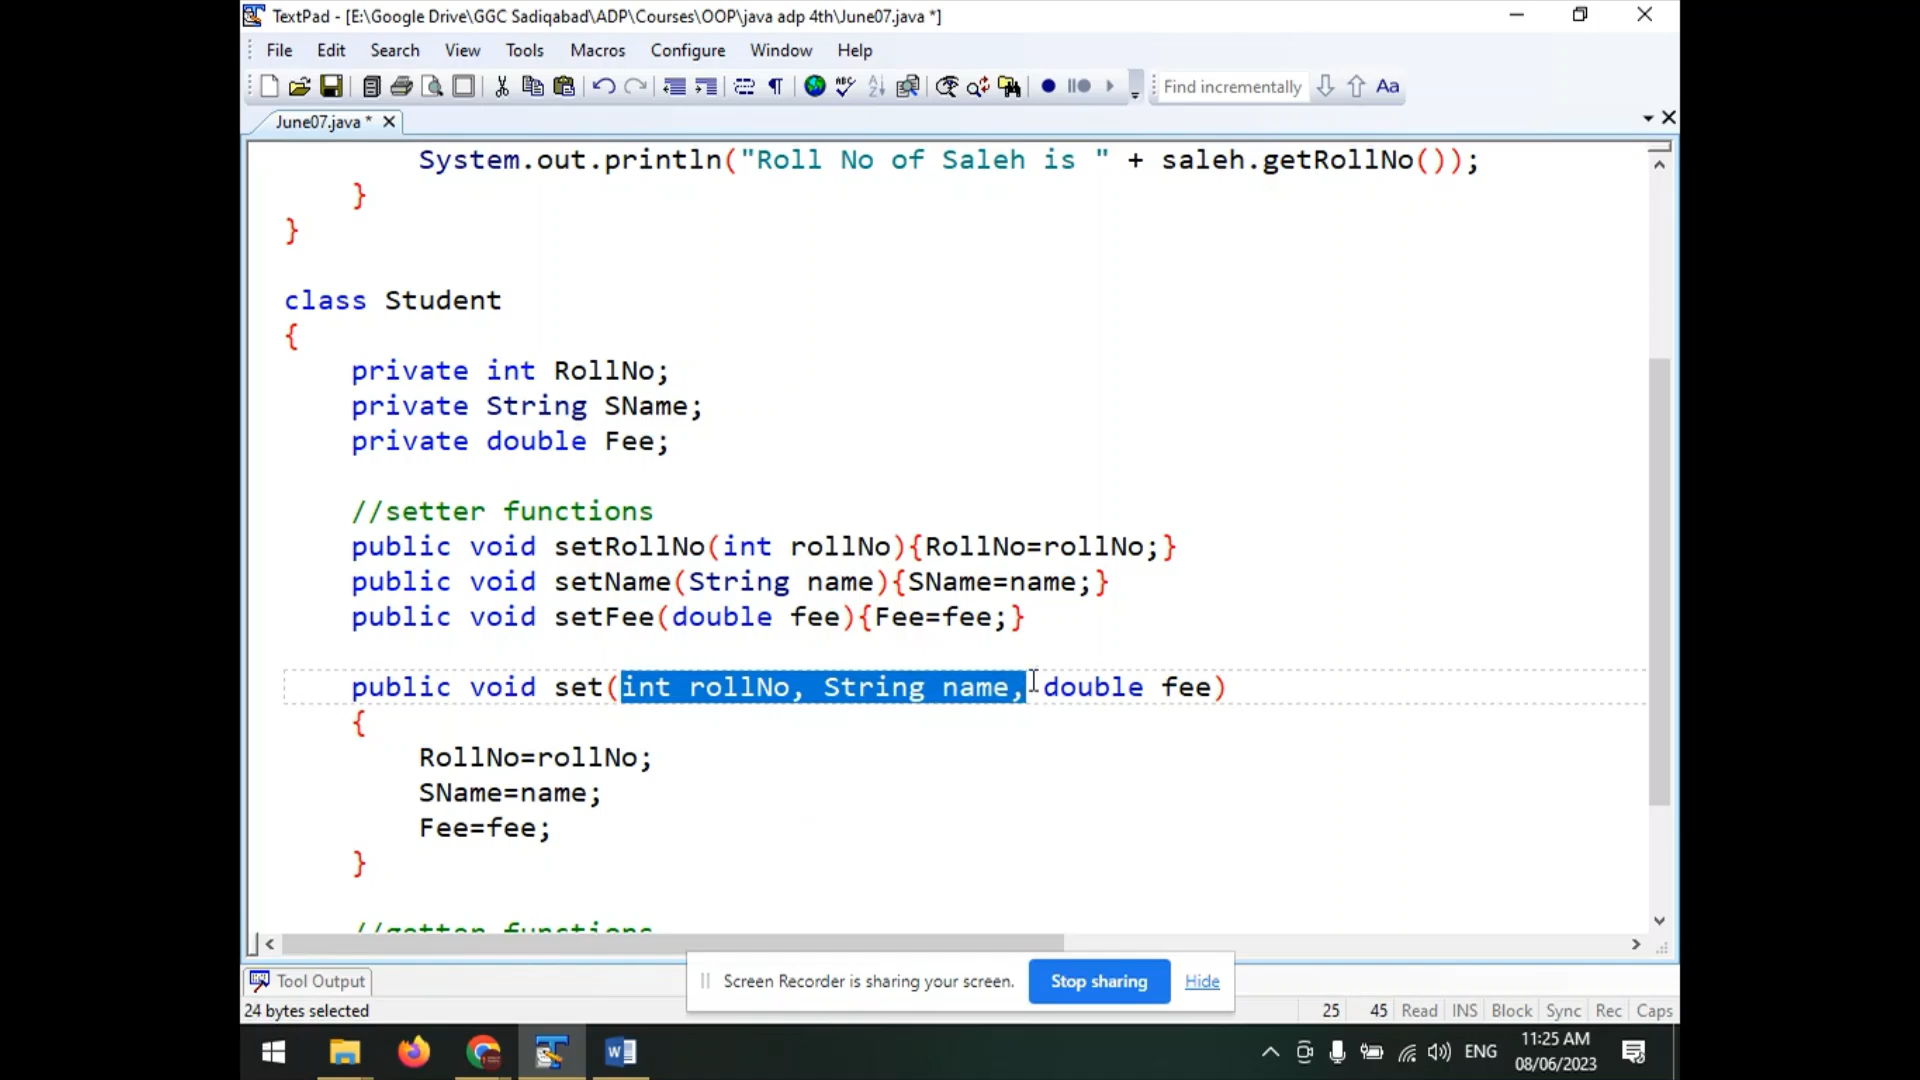 TextPad - [E:\Google Drive\GGC Sadiqabad\ADP\Courses\OOP\java adp 4th\June07.java *]
File Edit Search View Tools Macros Configure Window Help
Find incrementally Aa
June07.java *
System.out.println("Roll No of Saleh is " + saleh.getRollNo());
}
}
class Student
{
private int RollNo;
private String SName;
private double Fee;
//setter functions
public void setRollNo(int rollNo){RollNo=rollNo;}
public void setName(String name){SName=name;}
public void setFee(double fee){Fee=fee;}
public void set(int rollNo, String name, double fee)
{
RollNo=rollNo;
SName=name;
Fee=fee;
}
//getter functions
Tool Output
Screen Recorder is sharing your screen. Stop sharing Hide
24 bytes selected 25 45 Read INS Block Sync Rec Caps
ENG 11:25 AM
08/06/2023